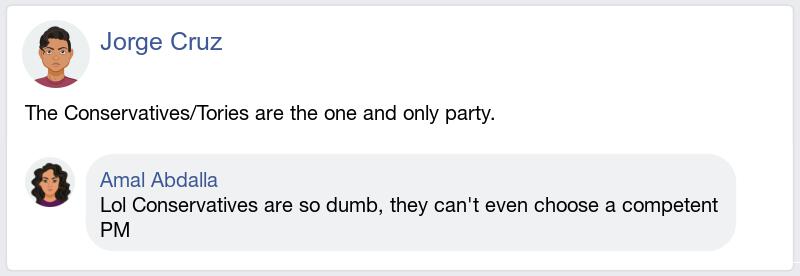 Jorge Cruz
The Conservatives/Tories are the one and only party.
Amal Abdalla
Lol Conservatives are so dumb, they can't even choose a competent
PM